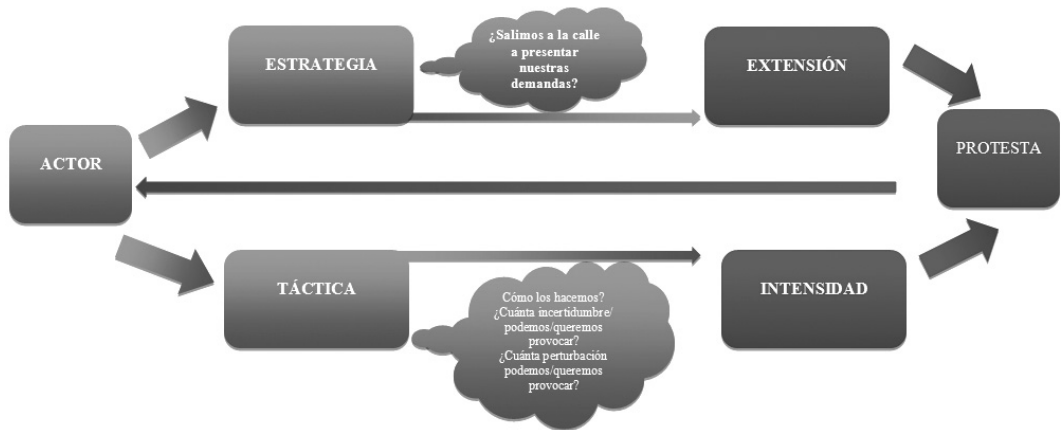 ACTOR
ESTRATEGIA
¿Salimos a la calle
a presentar
nuestras
demandas?
EXTENSIÓN
PROTESTA
TÁCTICA
Cómo los hacemos?
¿Cuánta incertidumbre/
podemos/queremos
provocar?
¿Cuánta perturbación
podemos/queremos
provocar?
INTENSIDAD